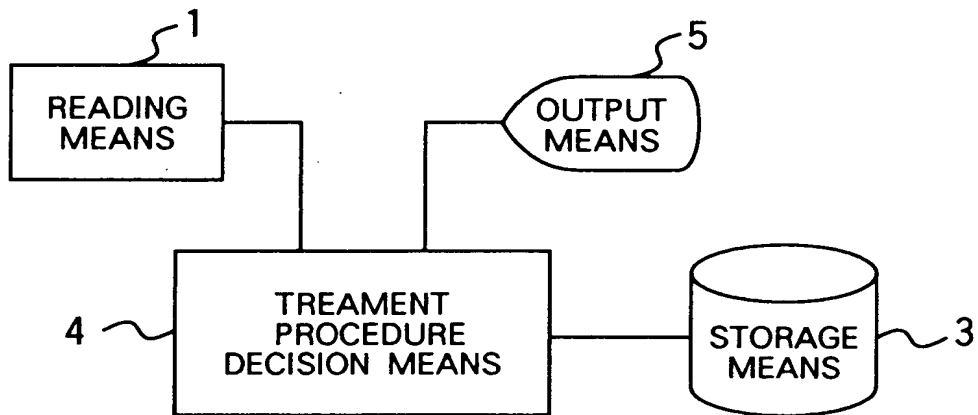 1
READING
MEANS
5
OUTPUT
MEANS
4
TREAMENT
PROCEDURE
DECISION MEANS
STORAGE
MEANS
3